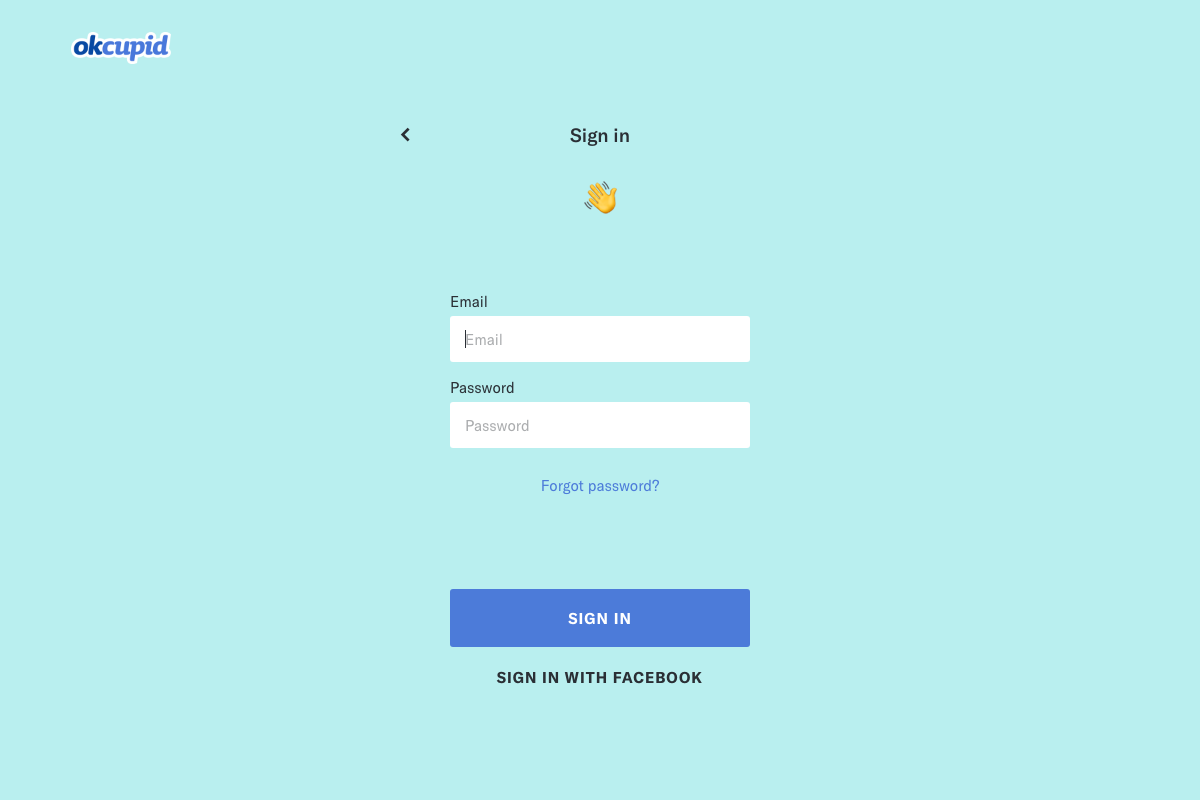 okcupid
Sign in
Email
Email
Password
Password
Forgot password?
SIGN IN
SIGN IN WITH FACEBOOK